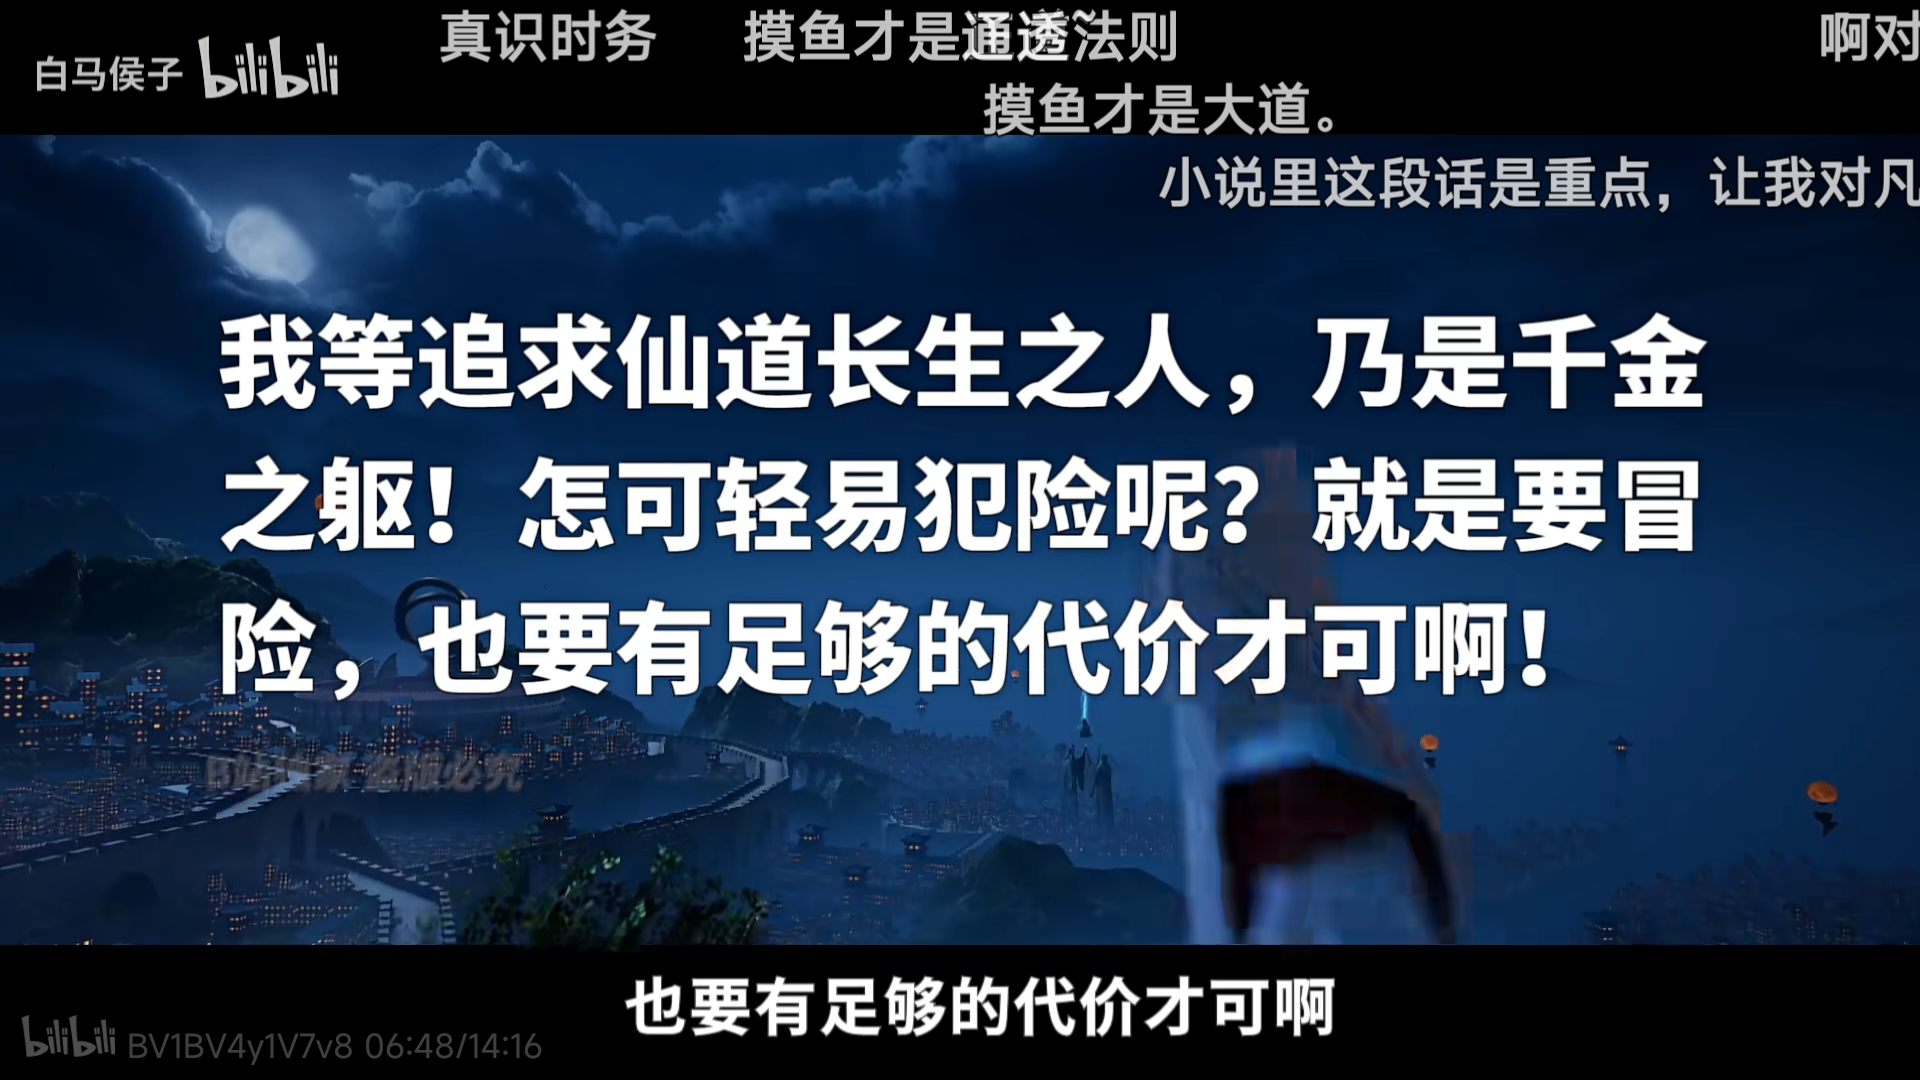 真识时务 摸鱼才是通透法则 啊对
白马侯子 bilibili
摸鱼才是大道。
小说里这段话是重点，让我对凡
我等追求仙道长生之人，乃是千金
之躯！怎可轻易犯险呢？就是要冒
险，也要有足够的代价才可啊！
盗版必究
也要有足够的代价才可啊
bilibili BV1BV4y1V7v8 06:48/14:16